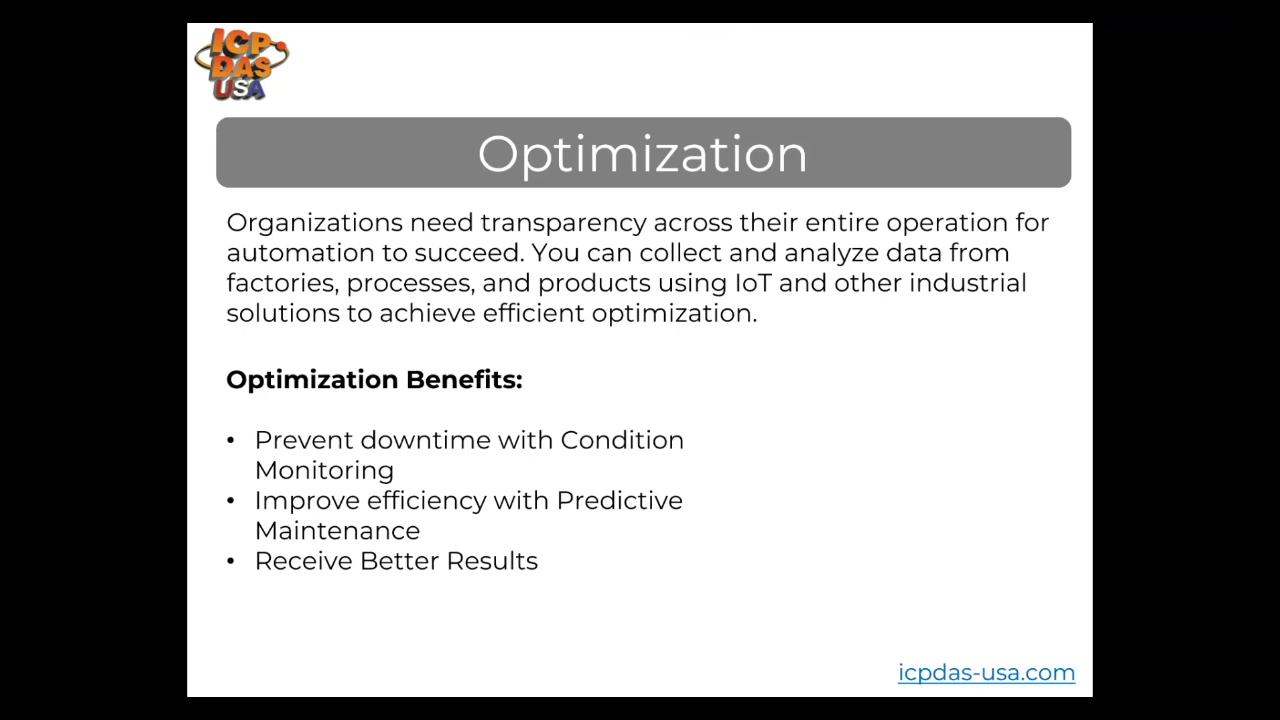 ICP
DAS
USA
Optimization
Organizations need transparency across their entire operation for
automation to succeed. You can collect and analyze data from
factories, processes, and products using IoT and other industrial
solutions to achieve efficient optimization.
Optimization Benefits:
• Prevent downtime with Condition
Monitoring
• Improve efficiency with Predictive
Maintenance
• Receive Better Results
icpdas-usa.com